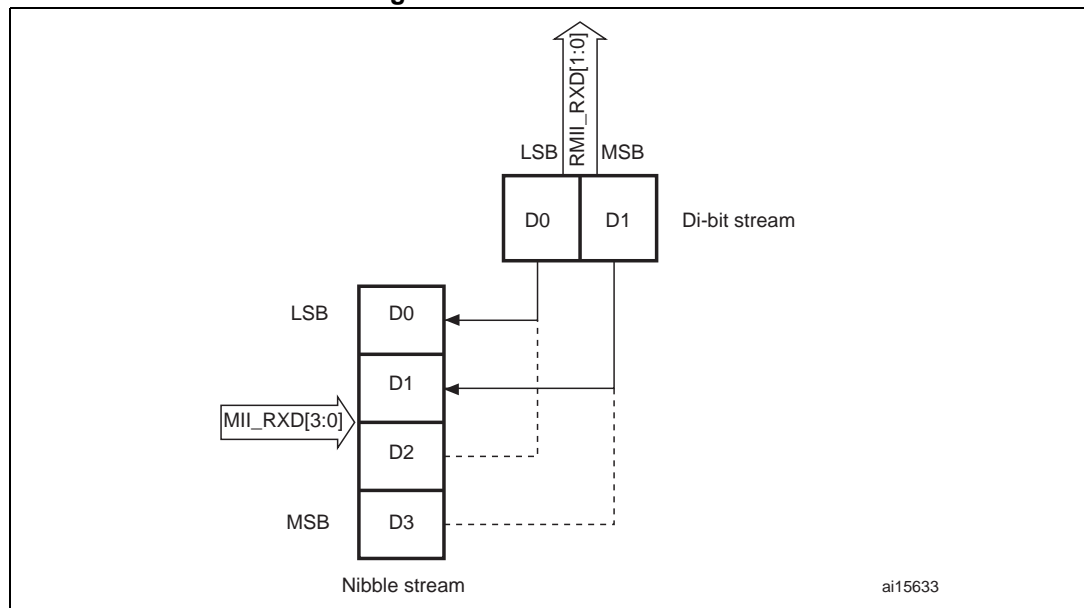 RMII_RXD[1:0]
LSB
MSB
D0
D1
Di-bit stream
LSB
D0
D1
MII_RXD[3:0]
D2
MSB
D3
Nibble stream
ai15633